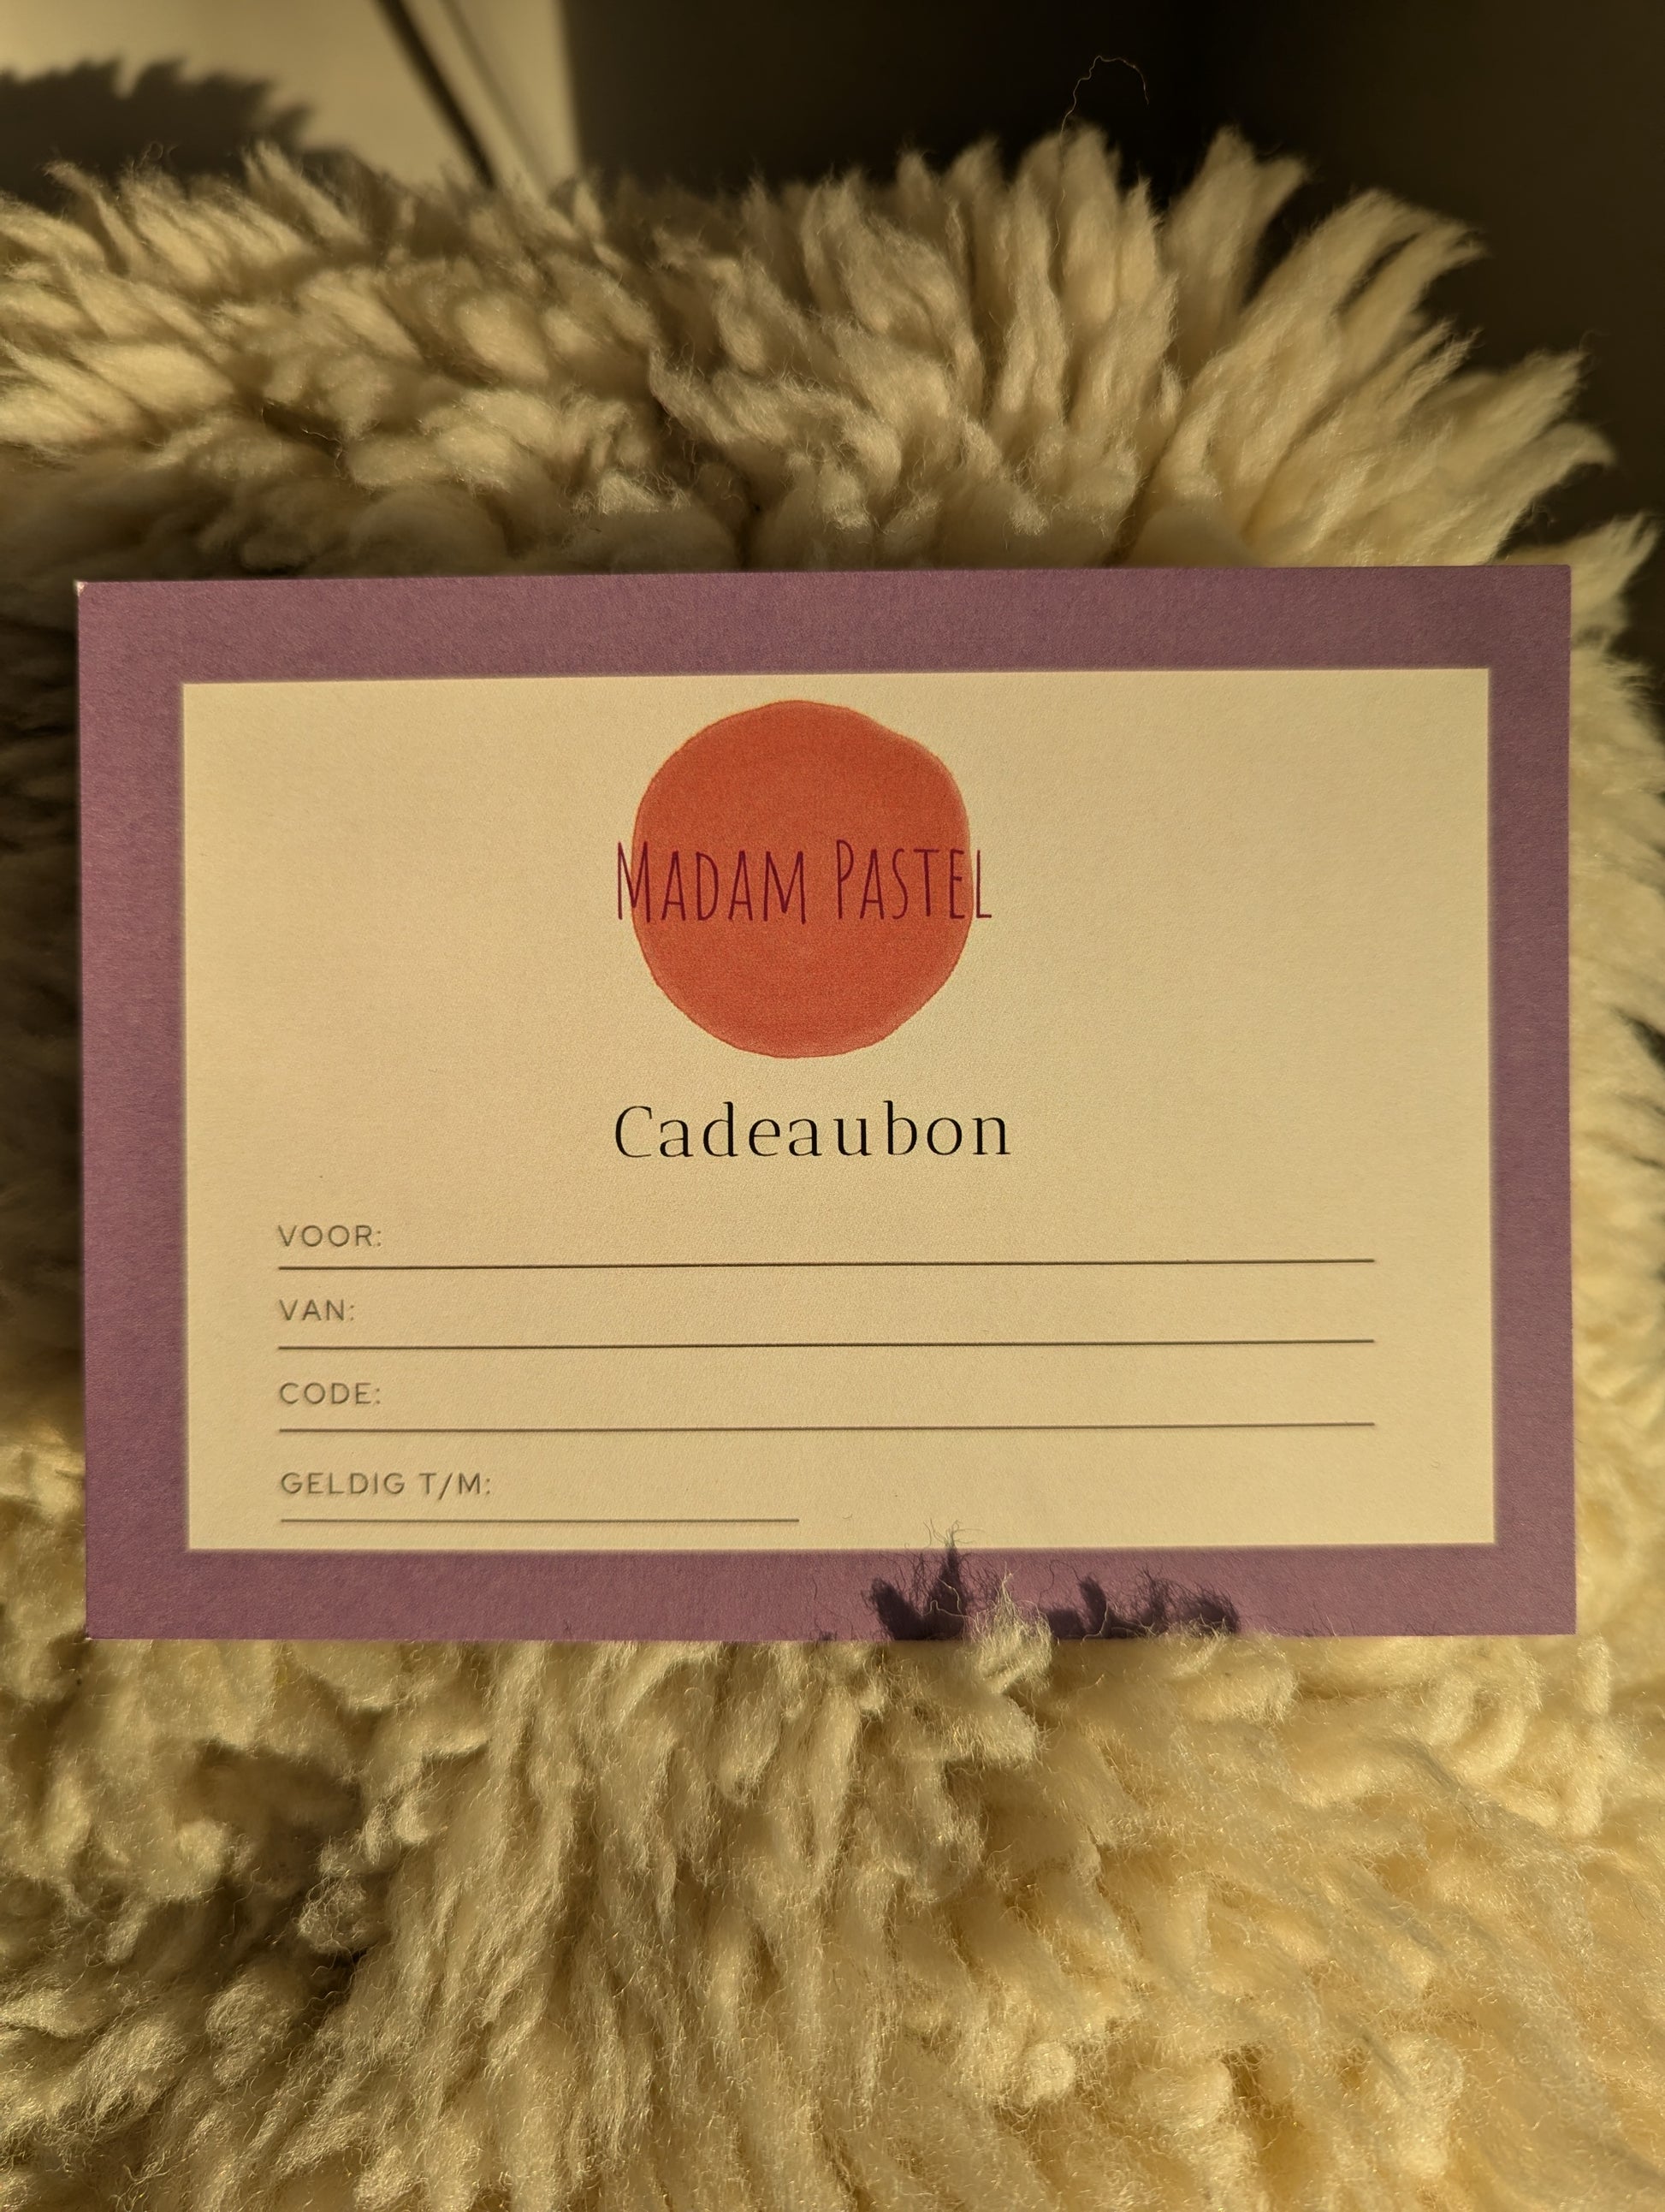 MADAM PASTEL
Cadeaubon
VOOR:
VAN:
CODE:
GELDIG T/M: